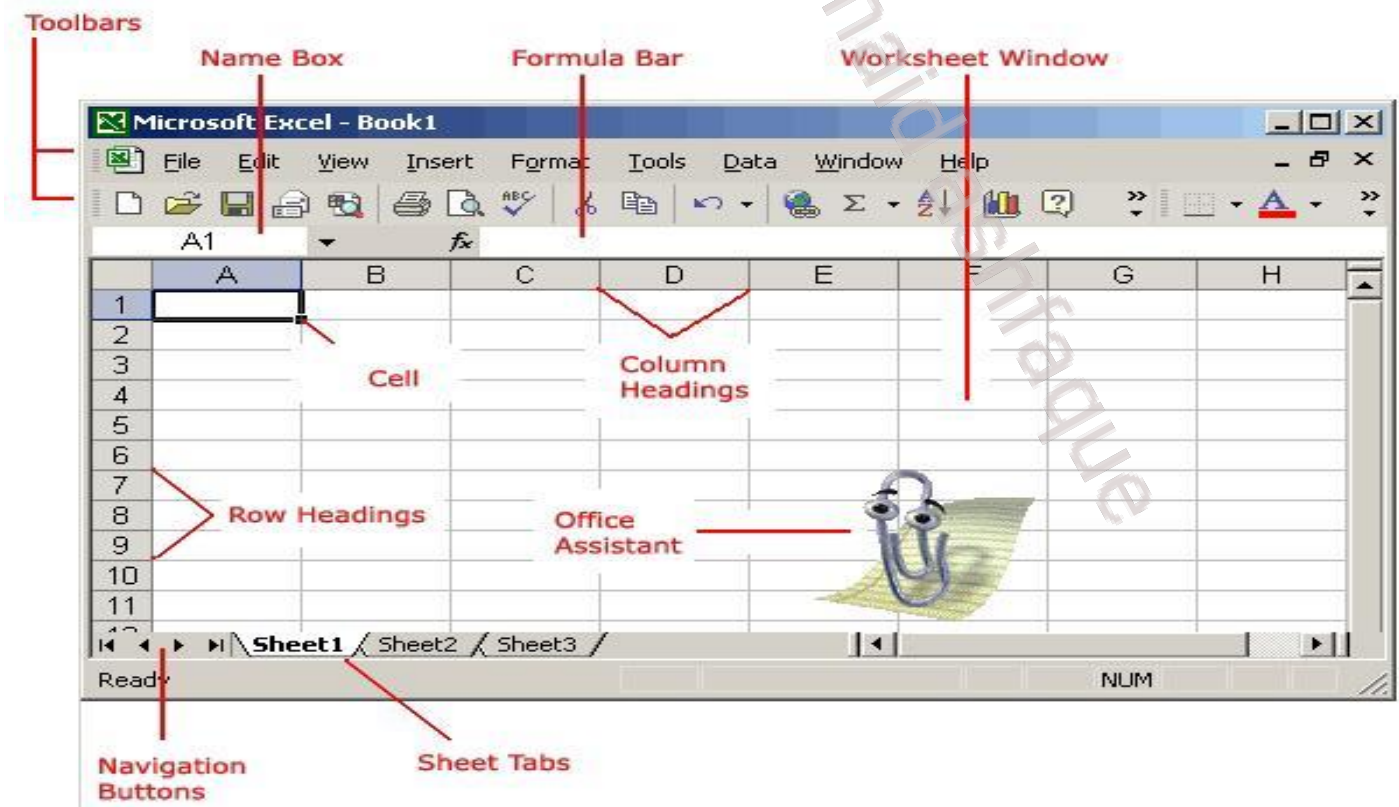 Toolbars
Name Box
Formula Bar
Worksheet Window
Microsoft Excel - Book1
File Edit View Insert Format Tools Data Window Help
ABC Σ A Z ? » A »
A1 fx
A B C D E F G H
1
2
3
4
5
6
7
8
9
10
11
Cell
Column
Headings
Row Headings
Office
Assistant
Sheet1 Sheet2 Sheet3
Ready NUM
Navigation
Buttons
Sheet Tabs